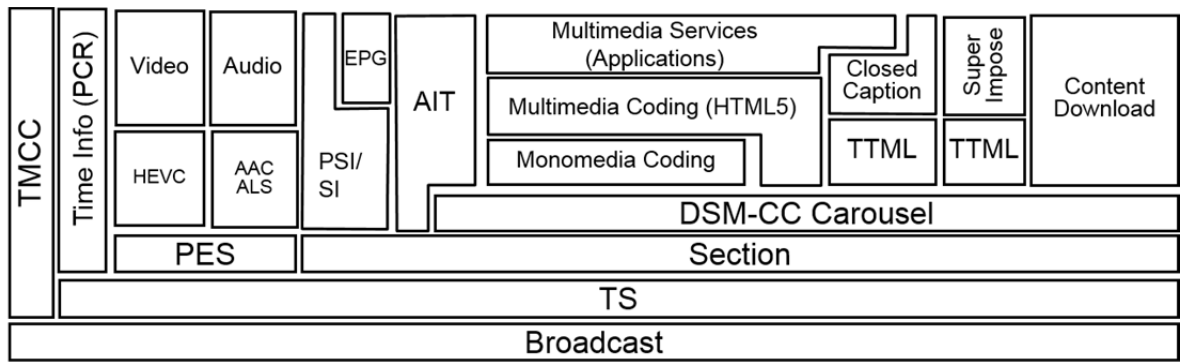 TMCC
Time Info (PCR)
Video
Audio
HEVC
AAC
ALS
PES
EPG
PSI/
SI
AIT
Multimedia Services
(Applications)
Multimedia Coding (HTML5)
Monomedia Coding
Closed
Caption
TTML
Super
Impose
TTML
Content
Download
DSM-CC Carousel
Section
TS
Broadcast